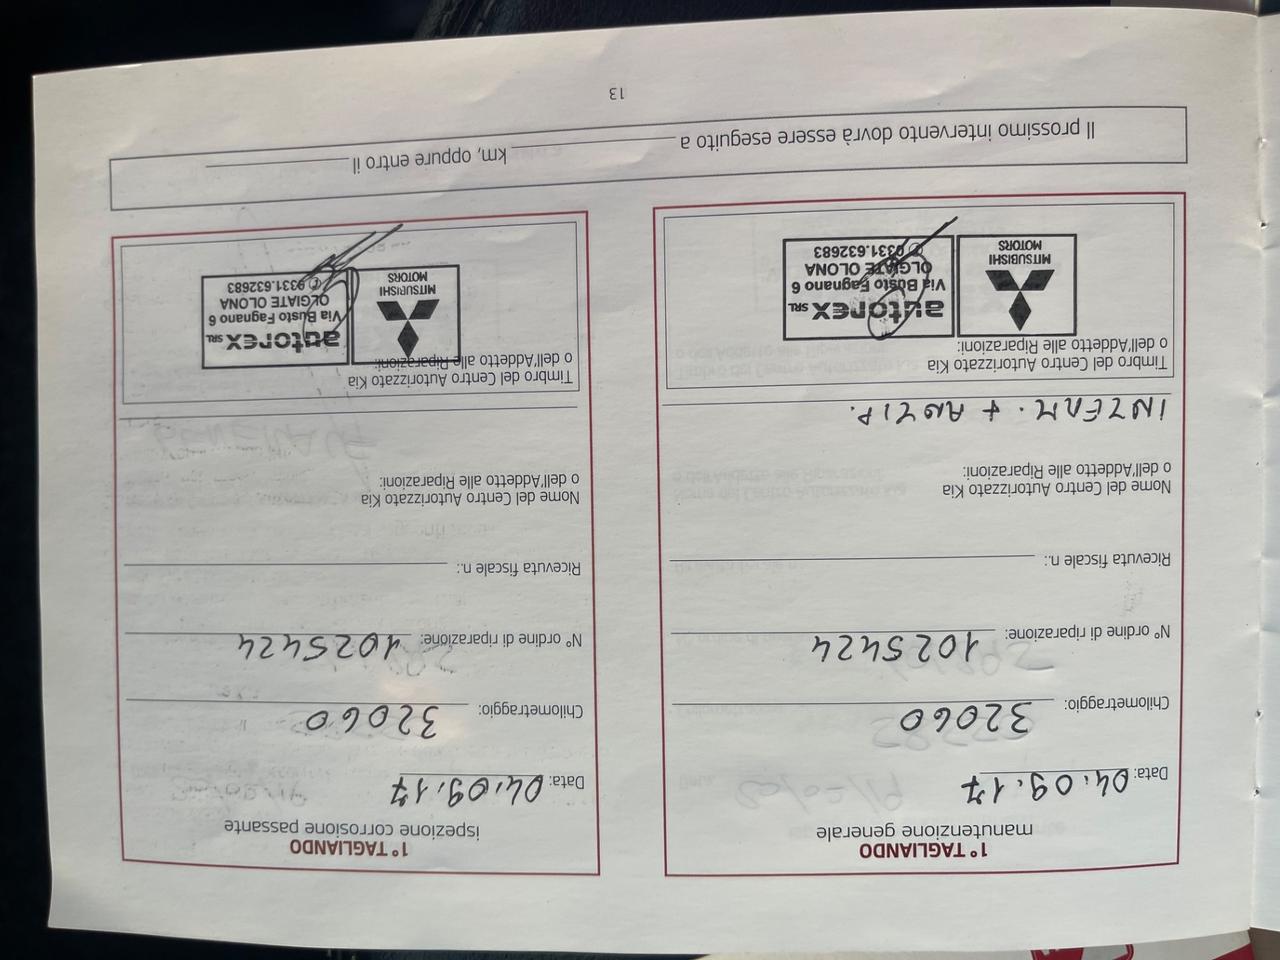 1° TAGLIANDO
manutenzione generale
Data: 04.09.17
Chilometraggio: 32060
N° ordine di riparazione: 1025424
Ricevuta fiscale n.:
Nome del Centro Autorizzato Kia
o dell'Addetto alle Riparazioni:
+ ANTIP.
Timbro del Centro Autorizzato Kia
o dell'Addetto alle Riparazioni:
MITSUBISHI
MOTORS
autorex SRL
Via Busto Fagnano 6
OLGIATE OLONA
0331.632683
1° TAGLIANDO
ispezione corrosione passante
Data: 04.09.17
Chilometraggio: 32060
N° ordine di riparazione: 1025424
Ricevuta fiscale n.:
Nome del Centro Autorizzato Kia
o dell'Addetto alle Riparazioni:
Timbro del Centro Autorizzato Kia
o dell'Addetto alle Riparazioni:
MITSUBISHI
MOTORS
autorex SRL
Via Busto Fagnano 6
OLGIATE OLONA
0331.632683
Il prossimo intervento dovrà essere eseguito a km, oppure entro il
13